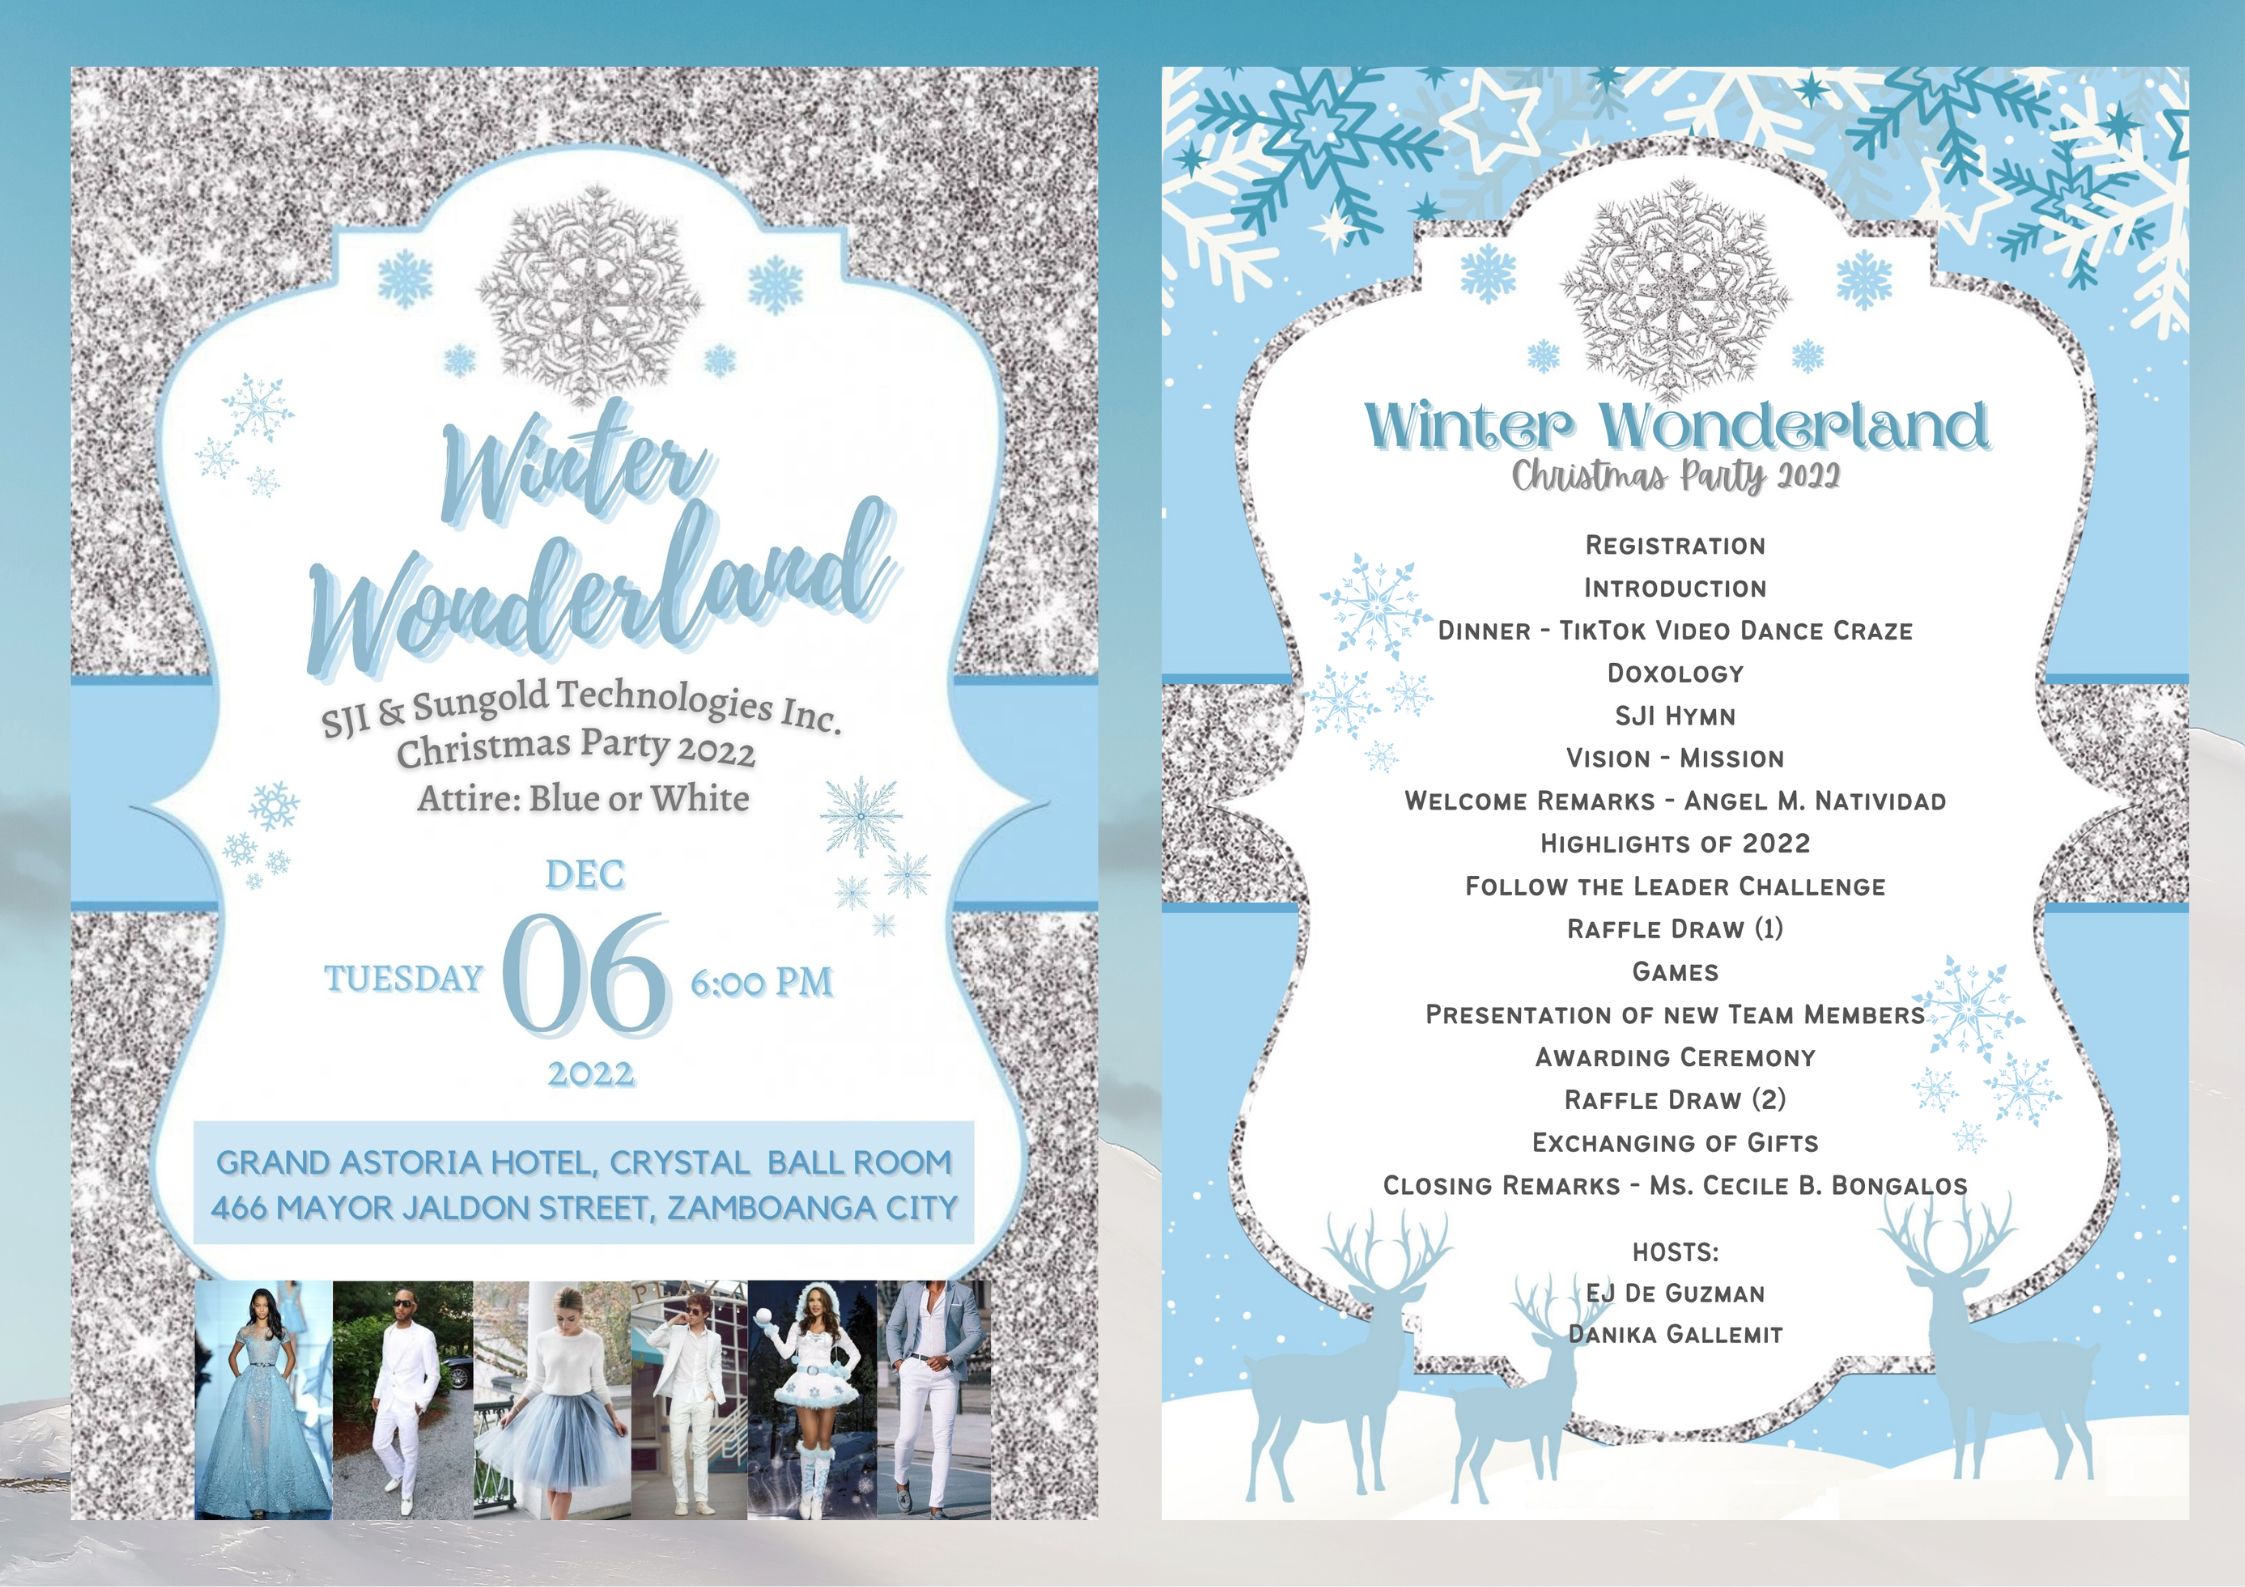 Winter
Wonderland
SJI & Sungold Technologies Inc.
Christmas Party 2022
Attire: Blue or White
DEC
TUESDAY 06 6:00 PM
2022
GRAND ASTORIA HOTEL, CRYSTAL BALL ROOM
466 MAYOR JALDON STREET, ZAMBOANGA CITY
PLAZA
Winter Wonderland
Christmas Party 2022
Registration
Introduction
Dinner - TikTok Video Dance Craze
Doxology
SJI Hymn
Vision - Mission
Welcome Remarks - Angel M. Natividad
Highlights of 2022
Follow the Leader Challenge
Raffle Draw (1)
Games
Presentation of new Team Members
Awarding Ceremony
Raffle Draw (2)
Exchanging of Gifts
Closing Remarks - Ms. Cecile B. Bongalos
HOSTS:
EJ De Guzman
Danika Gallemit